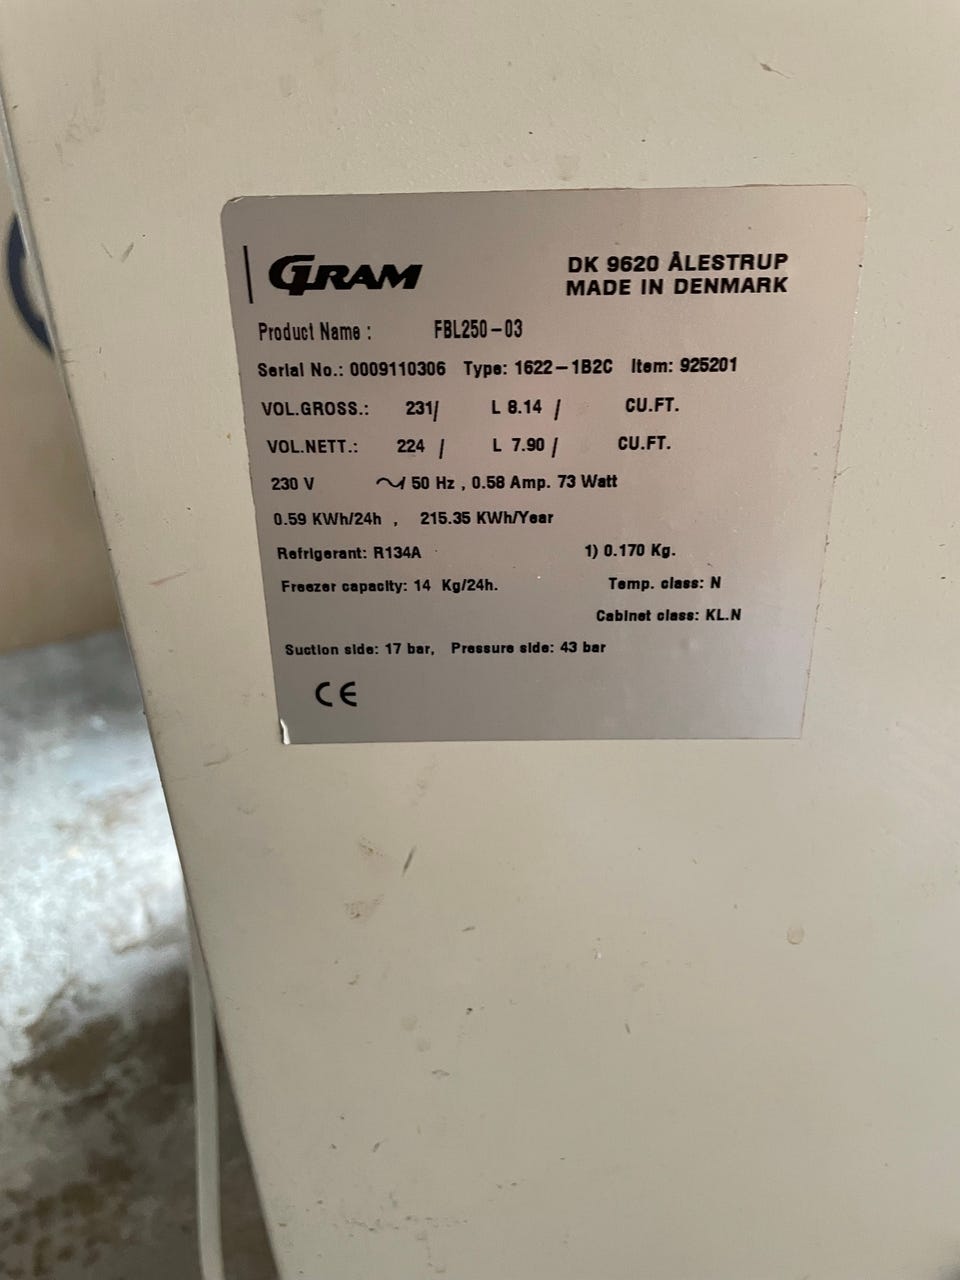 GRAM DK 9620 ÅLESTRUP
MADE IN DENMARK
Product Name : FBL250-03
Serial No.: 0009110306 Type: 1622-1B2C Item: 925201
VOL.GROSS.: 231/ L 8.14 / CU.FT.
VOL.NETT.: 224 / L 7.90 / CU.FT.
230 V ~/ 50 Hz , 0.58 Amp. 73 Watt
0.59 KWh/24h , 215.35 KWh/Year
Refrigerant: R134A 1) 0.170 Kg.
Freezer capacity: 14 Kg/24h. Temp. class: N
Cabinet class: KL.N
Suction side: 17 bar, Pressure side: 43 bar
CE